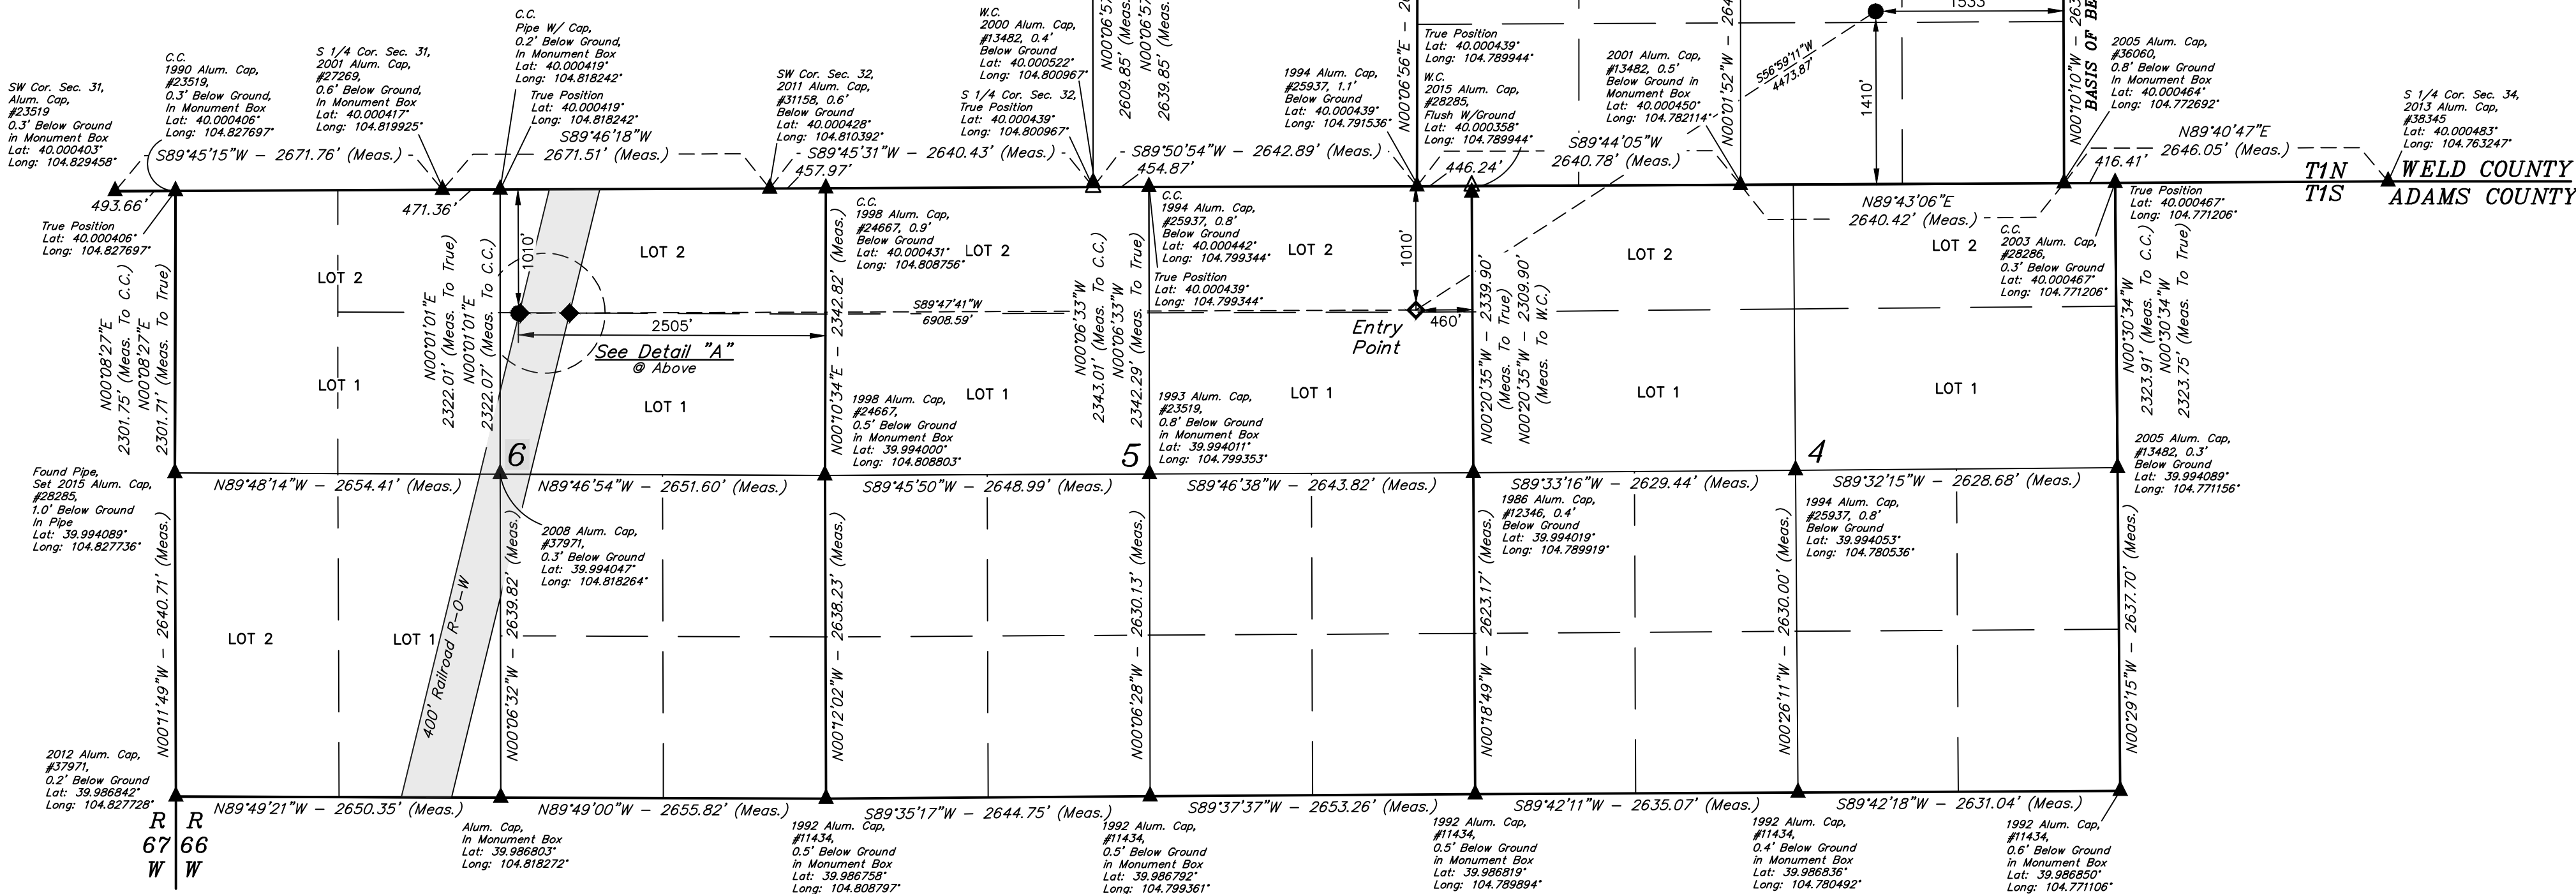 SW Cor. Sec. 31,
Alum. Cap,
#23519
0.3' Below Ground
in Monument Box
Lat: 40.000403°
Long: 104.829458°
C.C.
1990 Alum. Cap,
#23519,
0.3' Below Ground,
In Monument Box
Lat: 40.000406°
Long: 104.827697°
S 1/4 Cor. Sec. 31,
2001 Alum. Cap,
#27269,
0.6' Below Ground,
In Monument Box
Lat: 40.000417°
Long: 104.819925°
C.C.
Pipe W/ Cap,
0.2' Below Ground,
In Monument Box
Lat: 40.000419°
Long: 104.818242°
True Position
Lat: 40.000419°
Long: 104.818242°
SW Cor. Sec. 32,
2011 Alum. Cap,
#31158, 0.6'
Below Ground
Lat: 40.000428°
Long: 104.810392°
W.C.
2000 Alum. Cap,
#13482, 0.4'
Below Ground
Lat: 40.000522°
Long: 104.800967°
S 1/4 Cor. Sec. 32,
True Position
Lat: 40.000439°
Long: 104.800967°
2609.85' (Meas.
2639.85' (Meas.
1994 Alum. Cap,
#25937, 1.1'
Below Ground
Lat: 40.000439°
Long: 104.791536°
N00°06'56"E - 26
True Position
Lat: 40.000439°
Long: 104.789944°
W.C.
2015 Alum. Cap,
#28285,
Flush W/Ground
Lat: 40.000358°
Long: 104.789944°
2001 Alum. Cap,
#13482, 0.5'
Below Ground in
Monument Box
Lat: 40.000450°
Long: 104.782114°
N00°01'52"W - 264
S56°59'11"W
4473.87'
1533'
1410'
N00°10'10"W - 263
BASIS OF BE
2005 Alum. Cap,
#36060,
0.8' Below Ground
In Monument Box
Lat: 40.000464°
Long: 104.772692°
S 1/4 Cor. Sec. 34,
2013 Alum. Cap,
#38345
Lat: 40.000483°
Long: 104.763247°
S89°45'15"W - 2671.76' (Meas.)
S89°46'18"W
2671.51' (Meas.)
S89°45'31"W - 2640.43' (Meas.)
S89°50'54"W - 2642.89' (Meas.)
S89°44'05"W
2640.78' (Meas.)
N89°43'06"E
2640.42' (Meas.)
N89°40'47"E
2646.05' (Meas.)
493.66'
471.36'
457.97'
454.87'
446.24'
416.41'
T1N
T1S
WELD COUNTY
ADAMS COUNTY
True Position
Lat: 40.000406°
Long: 104.827697°
N00°08'27"E
2301.75' (Meas. To C.C.)
N00°08'27"E
2301.71' (Meas. To True)
LOT 2
LOT 1
N00°01'01"E
2322.01' (Meas. To True)
N00°01'01"E
2322.07' (Meas. To C.C.)
1010'
LOT 2
LOT 1
2505'
See Detail "A"
@ Above
6
N00°10'34"E - 2342.82' (Meas.)
C.C.
1998 Alum. Cap,
#24667, 0.9'
Below Ground
Lat: 40.000431°
Long: 104.808756°
LOT 2
LOT 1
S89°47'41"W
6908.59'
1998 Alum. Cap,
#24667,
0.5' Below Ground
in Monument Box
Lat: 39.994000°
Long: 104.808803°
N00°06'33"W
2343.01' (Meas. To C.C.)
N00°06'33"W
2342.29' (Meas. To True)
5
C.C.
1994 Alum. Cap,
#25937, 0.8'
Below Ground
Lat: 40.000442°
Long: 104.799344°
True Position
Lat: 40.000439°
Long: 104.799344°
1993 Alum. Cap,
#23519,
0.8' Below Ground
in Monument Box
Lat: 39.994011°
Long: 104.799353°
LOT 2
LOT 1
1010'
460'
Entry
Point
N00°20'35"W - 2339.90'
(Meas. To True)
N00°20'35"W - 2309.90'
(Meas. To W.C.)
LOT 2
LOT 1
4
LOT 2
LOT 1
C.C.
2003 Alum. Cap,
#28286,
0.3' Below Ground
Lat: 40.000467°
Long: 104.771206°
True Position
Lat: 40.000467°
Long: 104.771206°
N00°30'34"W
2323.91' (Meas. To C.C.)
N00°30'34"W
2323.75' (Meas. To True)
2005 Alum. Cap,
#13482, 0.3'
Below Ground
Lat: 39.994089°
Long: 104.771156°
Found Pipe,
Set 2015 Alum. Cap,
#28285,
1.0' Below Ground
In Pipe
Lat: 39.994089°
Long: 104.827736°
N89°48'14"W - 2654.41' (Meas.)
N89°46'54"W - 2651.60' (Meas.)
S89°45'50"W - 2648.99' (Meas.)
S89°46'38"W - 2643.82' (Meas.)
S89°33'16"W - 2629.44' (Meas.)
S89°32'15"W - 2628.68' (Meas.)
2008 Alum. Cap,
#37971,
0.3' Below Ground
Lat: 39.994047°
Long: 104.818264°
1986 Alum. Cap,
#12346, 0.4'
Below Ground
Lat: 39.994019°
Long: 104.789919°
1994 Alum. Cap,
#25937, 0.8'
Below Ground
Lat: 39.994053°
Long: 104.780536°
N00°11'49"W - 2640.71' (Meas.)
LOT 2
LOT 1
400' Railroad R-O-W
N00°06'32"W - 2639.82' (Meas.)
N00°12'02"W - 2638.23' (Meas.)
N00°06'28"W - 2630.13' (Meas.)
N00°18'49"W - 2623.17' (Meas.)
N00°26'11"W - 2630.00' (Meas.)
N00°29'15"W - 2637.70' (Meas.)
2012 Alum. Cap,
#37971,
0.2' Below Ground
Lat: 39.986842°
Long: 104.827728°
N89°49'21"W - 2650.35' (Meas.)
N89°49'00"W - 2655.82' (Meas.)
S89°35'17"W - 2644.75' (Meas.)
S89°37'37"W - 2653.26' (Meas.)
S89°42'11"W - 2635.07' (Meas.)
S89°42'18"W - 2631.04' (Meas.)
R R
67 66
W W
Alum. Cap,
In Monument Box
Lat: 39.986803°
Long: 104.818272°
1992 Alum. Cap,
#11434,
0.5' Below Ground
in Monument Box
Lat: 39.986758°
Long: 104.808797°
1992 Alum. Cap,
#11434,
0.5' Below Ground
in Monument Box
Lat: 39.986792°
Long: 104.799361°
1992 Alum. Cap,
#11434,
0.5' Below Ground
in Monument Box
Lat: 39.986819°
Long: 104.789894°
1992 Alum. Cap,
#11434,
0.4' Below Ground
in Monument Box
Lat: 39.986836°
Long: 104.780492°
1992 Alum. Cap,
#11434,
0.6' Below Ground
in Monument Box
Lat: 39.986850°
Long: 104.771106°